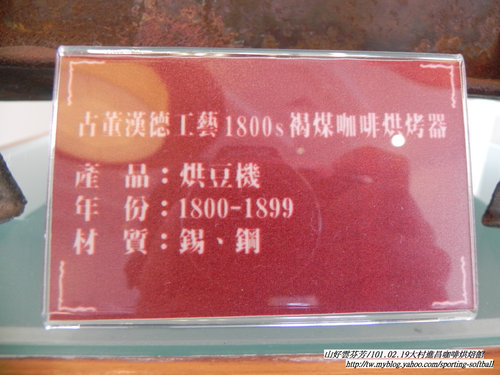 古董漢德工藝1800s褐煤咖啡烘烤器
產 品：烘豆機
年 份：1800-1899
材 質：錫、鋼
山好雲芬芳/101.02.19大村進昌咖啡烘焙館
http://tw.myblog.yahoo.com/sporting-softball